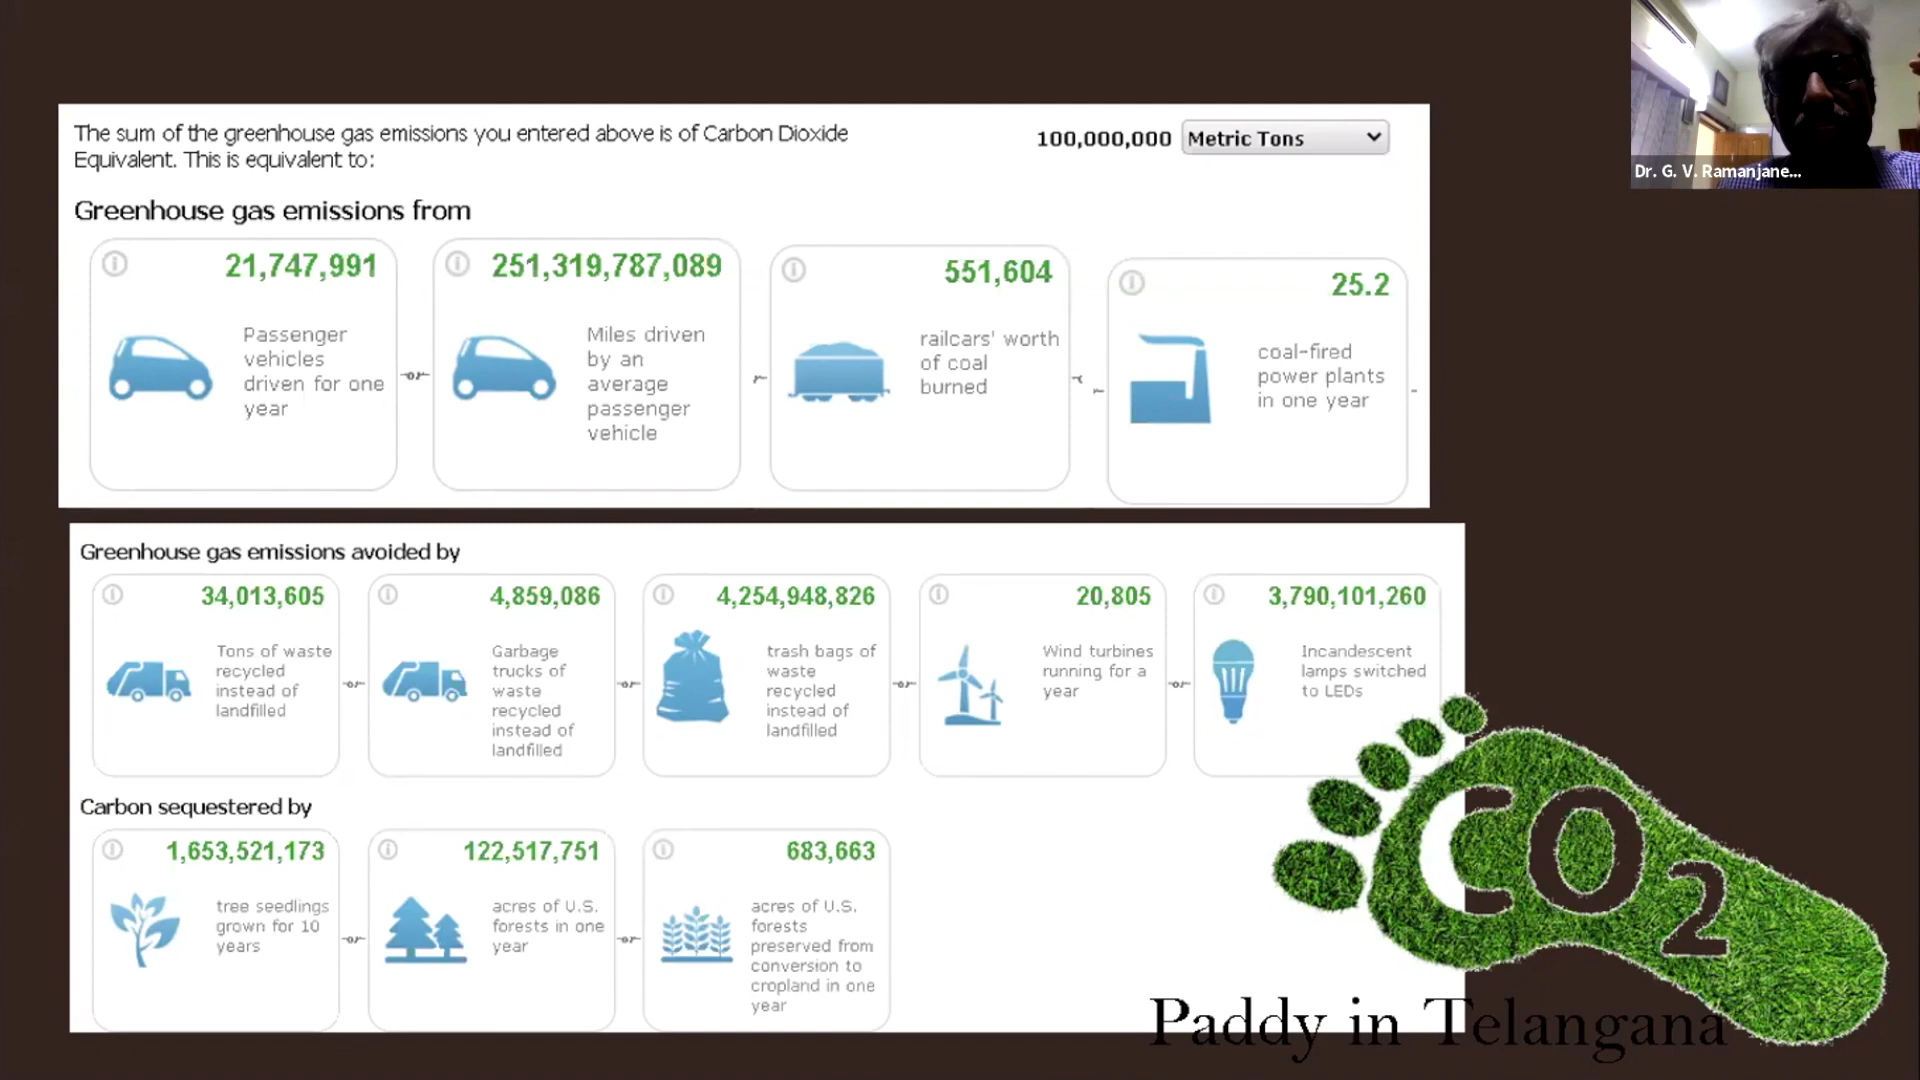 The sum of the greenhouse gas emissions you entered above is of Carbon Dioxide
Equivalent. This is equivalent to:
100,000,000 Metric Tons
Dr. G. V. Ramanjane...
Greenhouse gas emissions from
21,747,991
Passenger
vehicles
driven for one
year
-or-
251,319,787,089
Miles driven
by an
average
passenger
vehicle
551,604
railcars' worth
of coal
burned
25.2
coal-fired
power plants
in one year
Greenhouse gas emissions avoided by
34,013,605
Tons of waste
recycled
instead of
landfilled
-or-
4,859,086
Garbage
trucks of
waste
recycled
instead of
landfilled
-or-
4,254,948,826
trash bags of
waste
recycled
instead of
landfilled
-or-
20,805
Wind turbines
running for a
year
-or-
3,790,101,260
Incandescent
lamps switched
to LEDs
Carbon sequestered by
1,653,521,173
tree seedlings
grown for 10
years
-or-
122,517,751
acres of U.S.
forests in one
year
-or-
683,663
acres of U.S.
forests
preserved from
conversion to
cropland in one
year
CO2
Paddy in Telangana